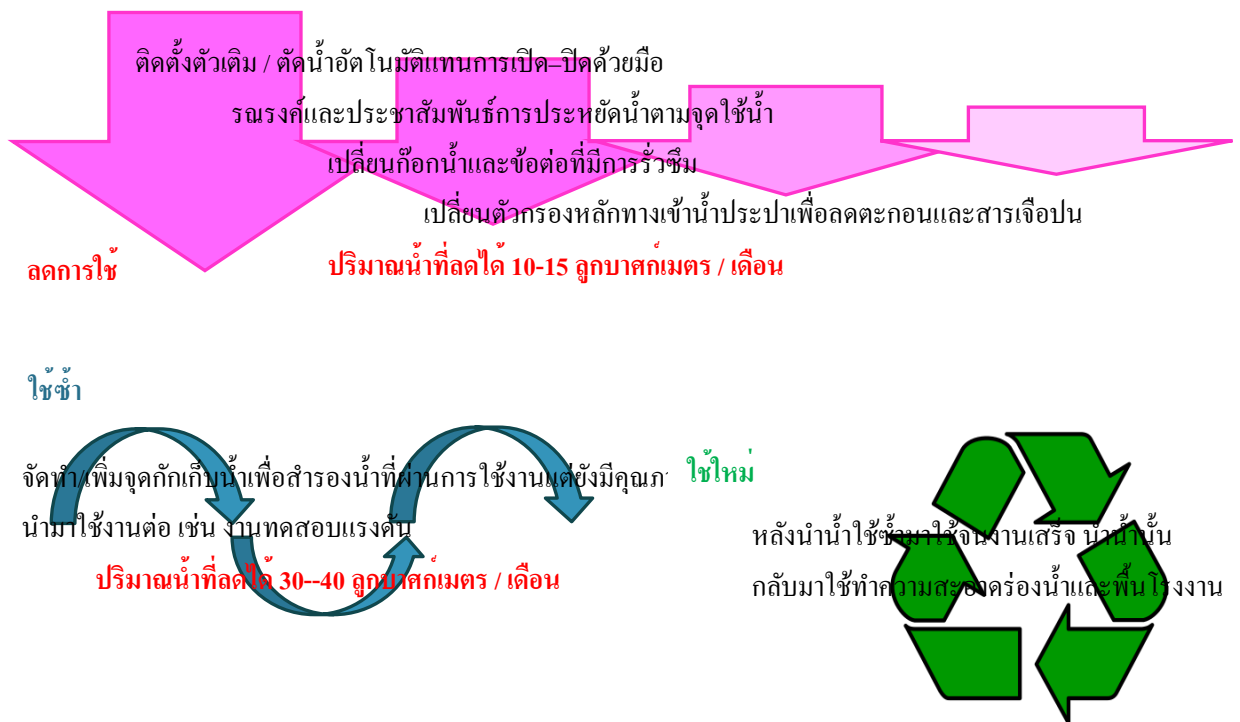 ติดตั้งตัวเติม / ตัดน้ำอัตโนมัติแทนการเปิด–ปิดด้วยมือ
รณรงค์และประชาสัมพันธ์การประหยัดน้ำตามจุดใช้น้ำ
เปลี่ยนก๊อกน้ำและข้อต่อที่มีการรั่วซึม
เปลี่ยนตัวกรองหลักทางเข้าน้ำประปาเพื่อลดตะกอนและสารเจือปน
ลดการใช้
ปริมาณน้ำที่ลดได้ 10-15 ลูกบาศก์เมตร / เดือน
ใช้ซ้ำ
จัดทำ/เพิ่มจุดกักเก็บน้ำเพื่อสำรองน้ำที่ผ่านการใช้งานแต่ยังมี
นำมาใช้งานต่อ เช่น งานทดสอบแรงดัน
ปริมาณน้ำที่ลดได้ 30--40 ลูกบาศก์เมตร / เดือน
ใช้ใหม่
หลังนำน้ำใช้ซ้ำมาใช้จนงานเสร็จ นำน้ำนั้น
กลับมาใช้ทำความสะอาดร่องน้ำและพื้นโรงงาน